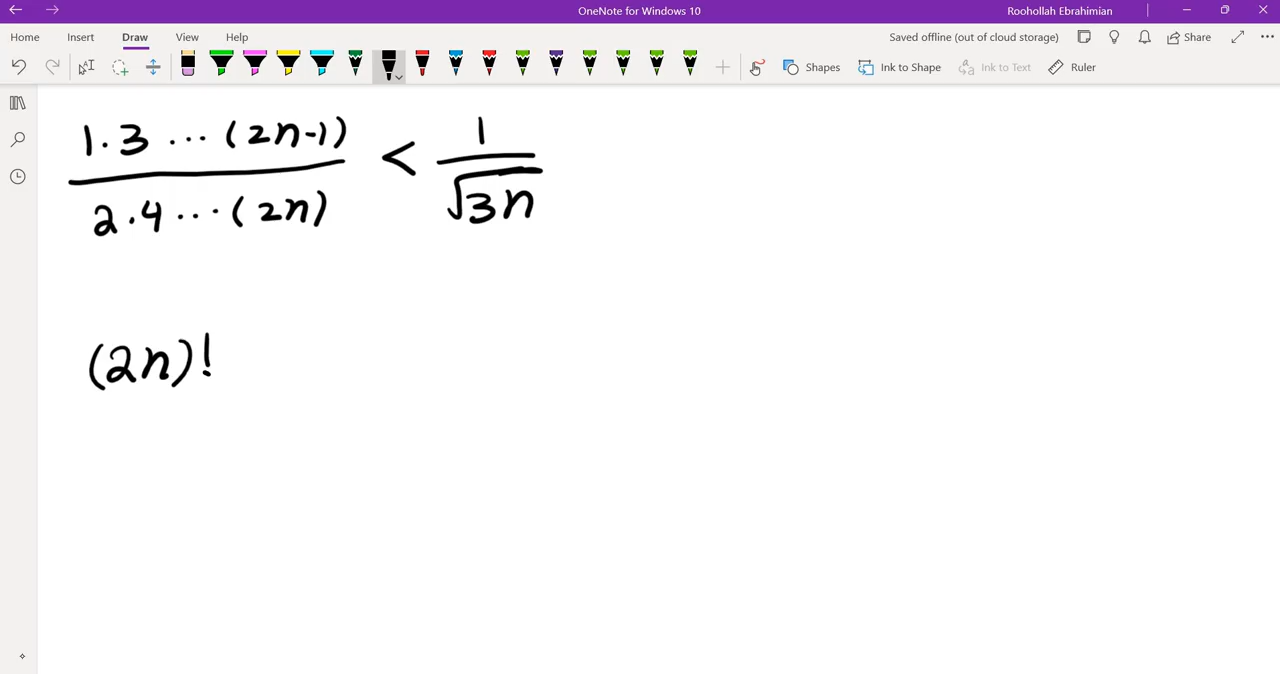 OneNote for Windows 10
Roohollah Ebrahimian
Home Insert Draw View Help
Saved offline (out of cloud storage)
Share
Shapes
Ink to Shape
Ink to Text
Ruler
1·3 ···(2n-1) / 2·4 ···(2n) < 1 / √3n
(2n)!